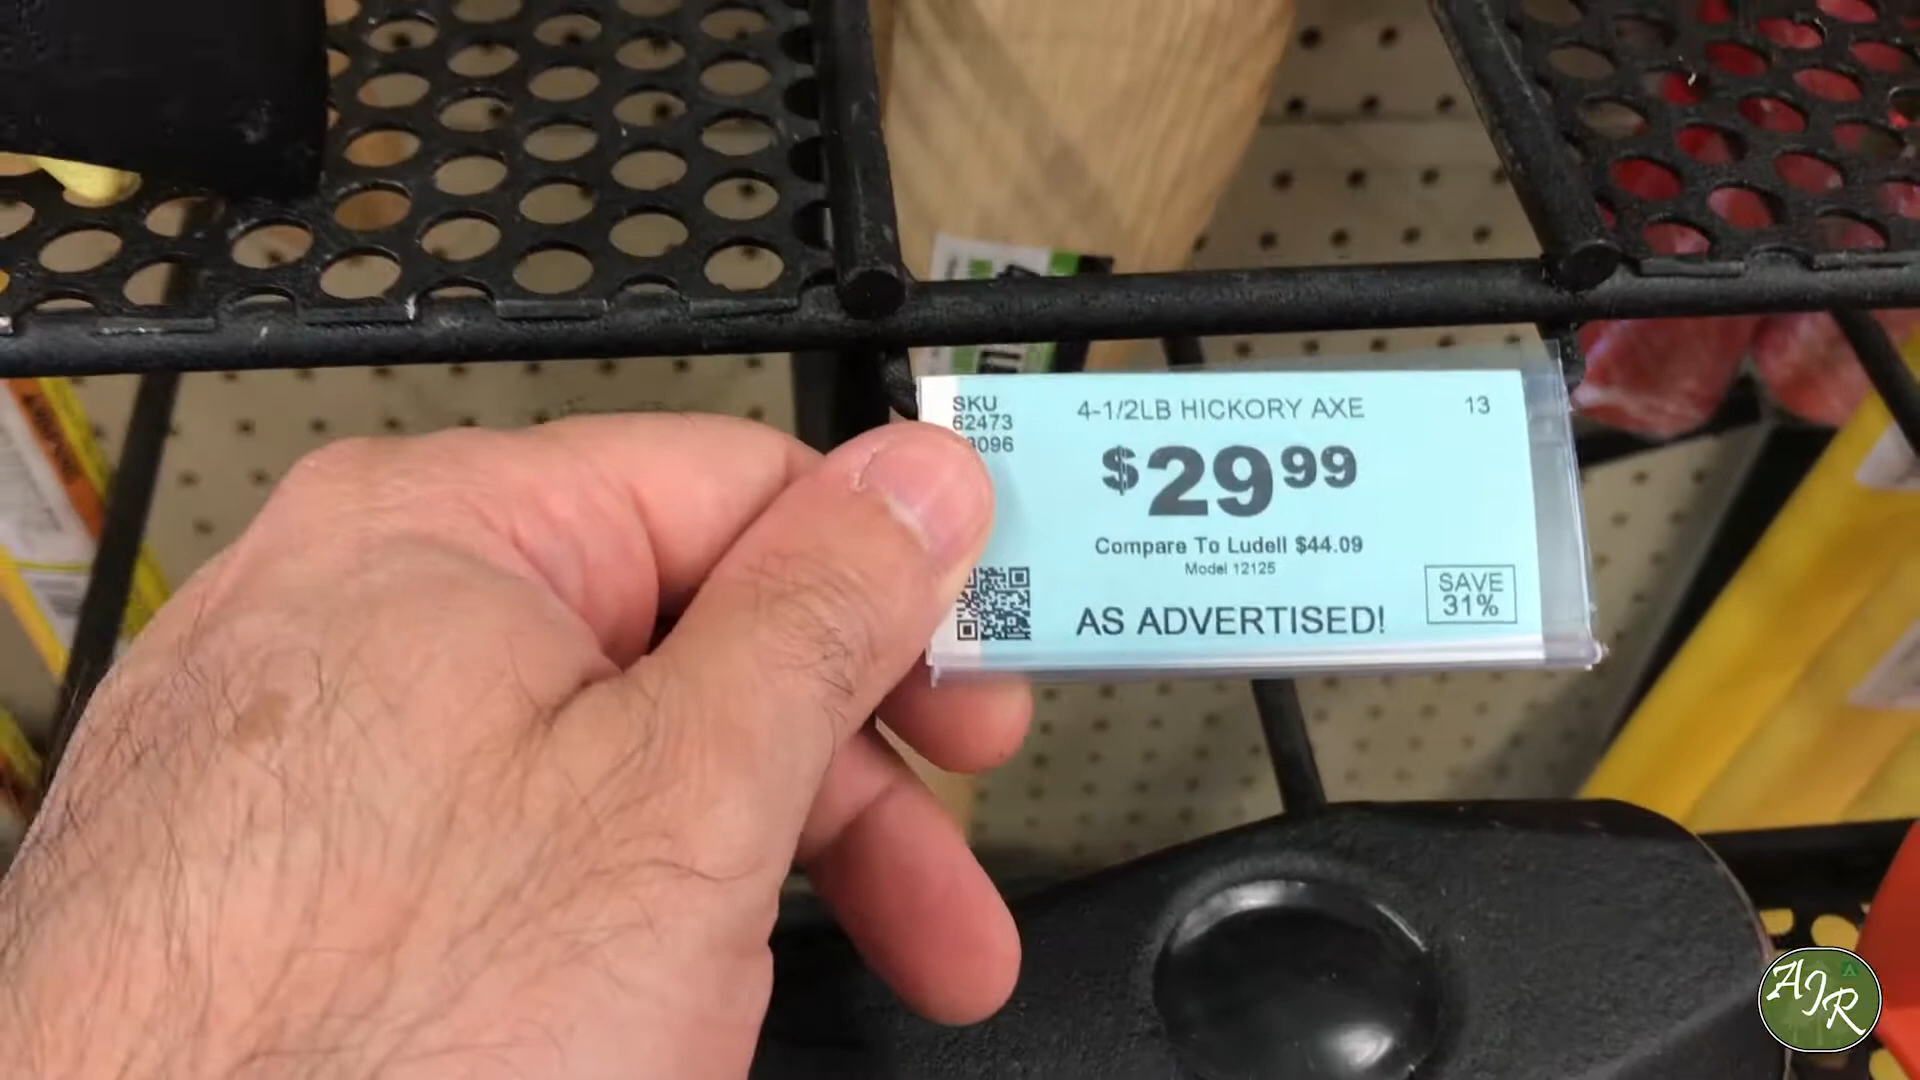 SKU
62473
3096
4-1/2LB HICKORY AXE
13
$29 99
Compare To Ludell $44.09
Model 12125
AS ADVERTISED!
SAVE
31%
AJR